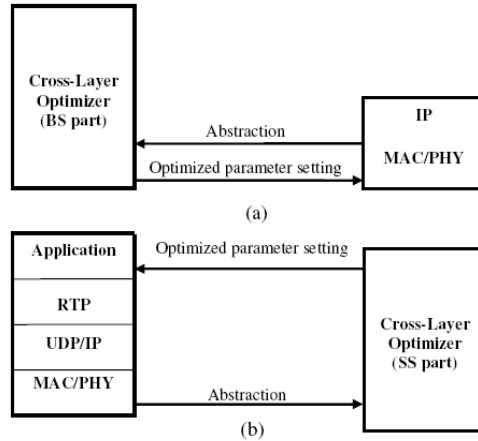 Cross-Layer
Optimizer
(BS part)
Abstraction
Optimized parameter setting
IP
MAC/PHY
(a)
Application
RTP
UDP/IP
MAC/PHY
Optimized parameter setting
Abstraction
Cross-Layer
Optimizer
(SS part)
(b)